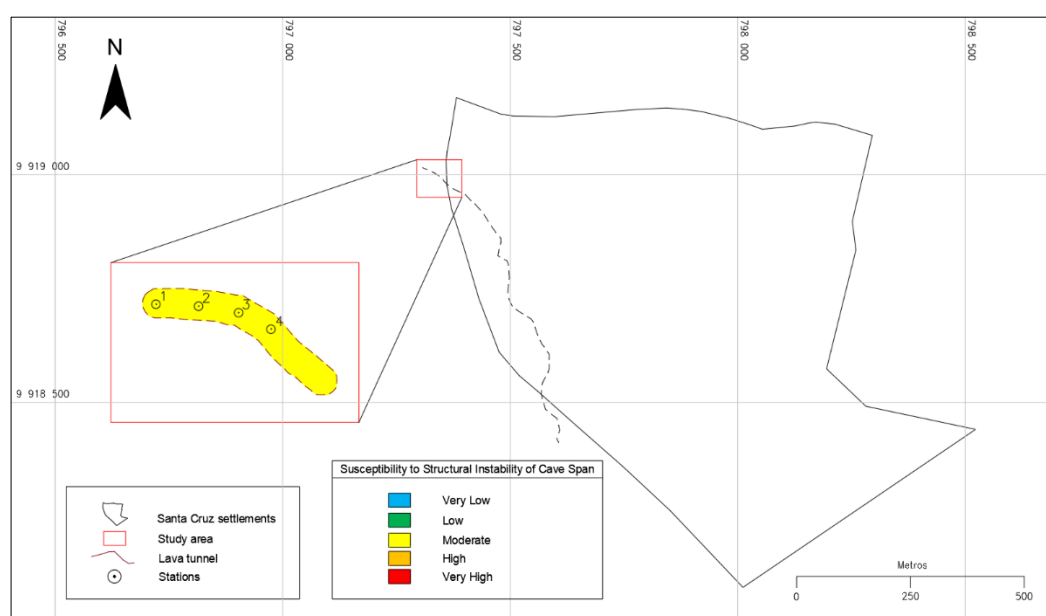 796 500
797 000
797 500
798 000
798 500
N
9 919 000
1
2
3
4
9 918 500
Susceptibility to Structural Instability of Cave Span
Very Low
Low
Moderate
High
Very High
Santa Cruz settlements
Study area
Lava tunnel
Stations
Metros
0 250 500